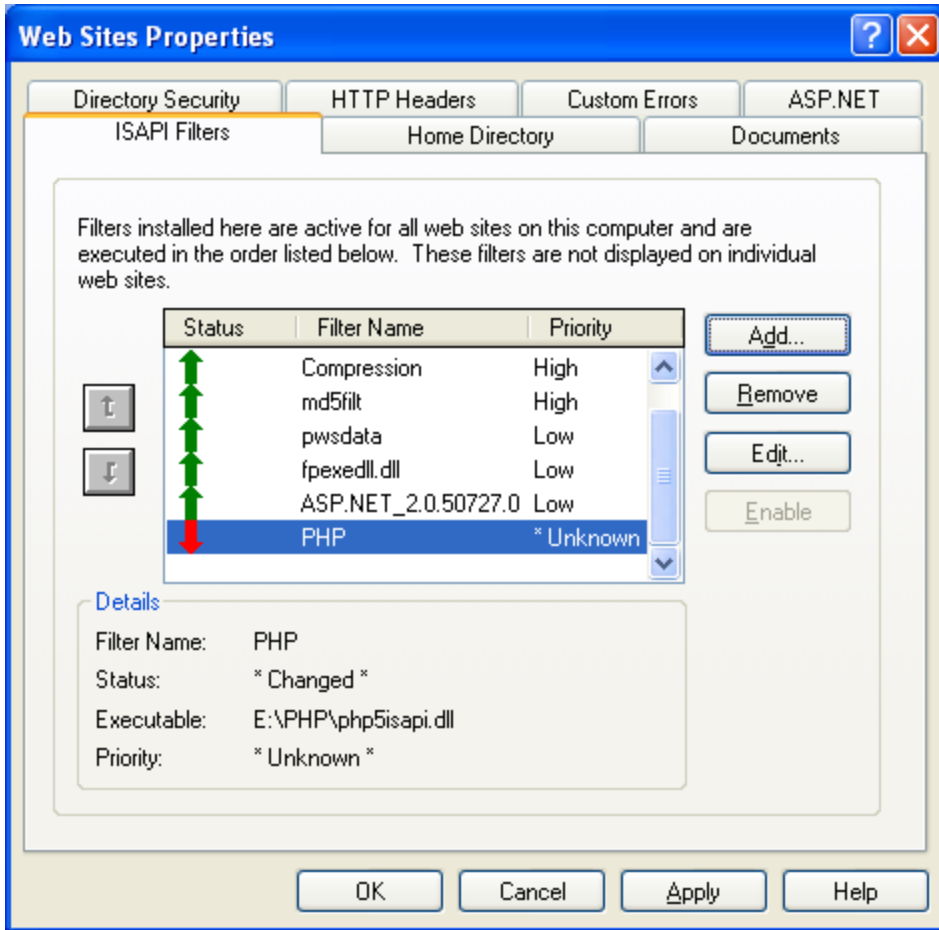 Web Sites Properties
Directory Security HTTP Headers Custom Errors ASP.NET
ISAPI Filters Home Directory Documents
Filters installed here are active for all web sites on this computer and are
executed in the order listed below. These filters are not displayed on individual
web sites.
Status Filter Name Priority
Compression High
md5filt High
pwsdata Low
fpexedll.dll Low
ASP.NET_2.0.50727.0 Low
PHP * Unknown
Add...
Remove
Edit...
Enable
Details
Filter Name: PHP
Status: * Changed *
Executable: E:\PHP\php5isapi.dll
Priority: * Unknown *
OK Cancel Apply Help